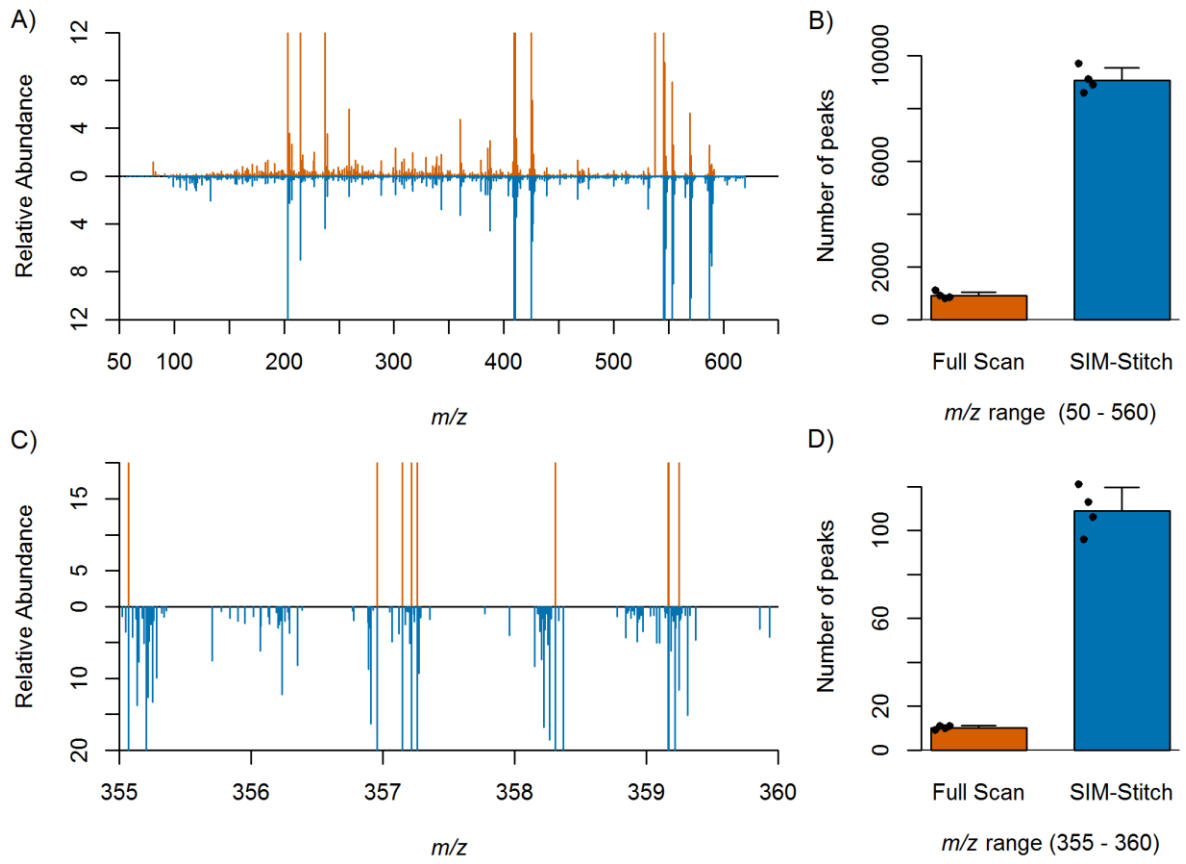 A)
Relative Abundance
12
8
4
0
4
8
12
50 100 200 300 400 500 600
m/z
B)
Number of peaks
10000
6000
2000
0
Full Scan SIM-Stitch
m/z range (50 - 560)
C)
Relative Abundance
15
5
0
10
20
355 356 357 358 359 360
m/z
D)
Number of peaks
100
60
20
0
Full Scan SIM-Stitch
m/z range (355 - 360)